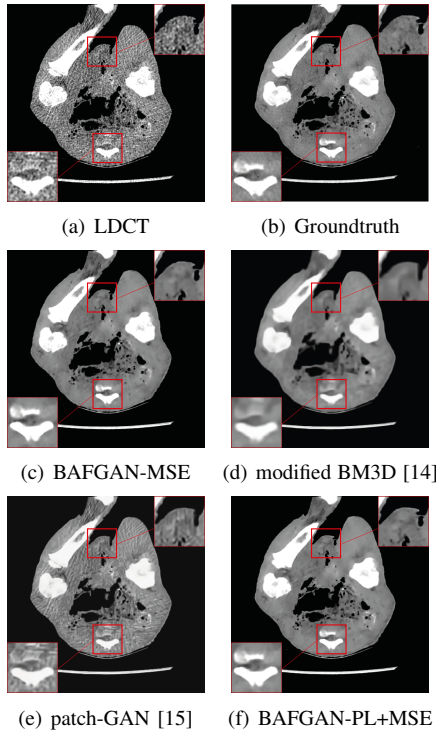 (a) LDCT
(b) Groundtruth
(c) BAFGAN-MSE
(d) modified BM3D [14]
(e) patch-GAN [15]
(f) BAFGAN-PL+MSE